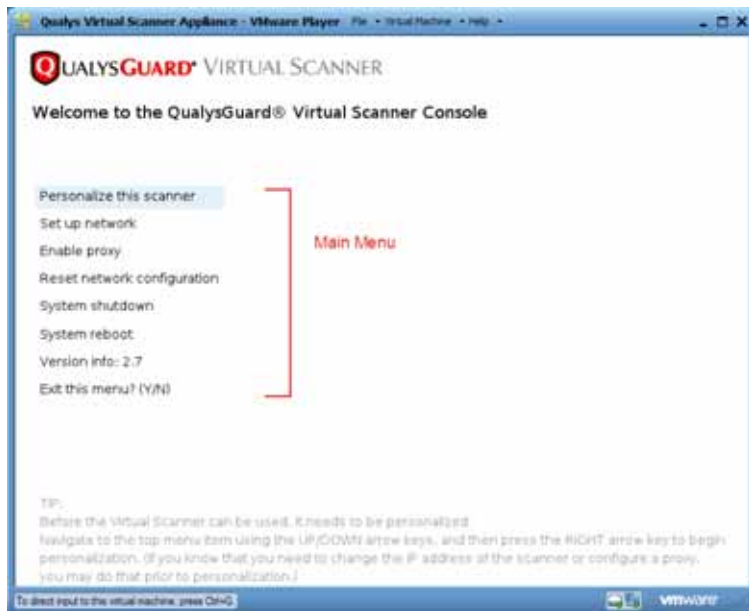 Qualys Virtual Scanner Appliance - VMware Player File Virtual Machine Help
QUALYSGUARD® VIRTUAL SCANNER
Welcome to the QualysGuard® Virtual Scanner Console
Personalize this scanner
Set up network
Enable proxy
Reset network configuration
System shutdown
System reboot
Version info: 2.7
Exit this menu? (Y/N)
Main Menu
TIP:
Before the Virtual Scanner can be used, it needs to be personalized
Navigate to the top menu item using the UP/DOWN arrow keys, and then press the RIGHT arrow key to begin
personalization. (If you know that you need to change the IP address of the scanner or configure a proxy,
you may do that prior to personalization.)
To direct input to this virtual machine, press Ctrl+G.
vmware